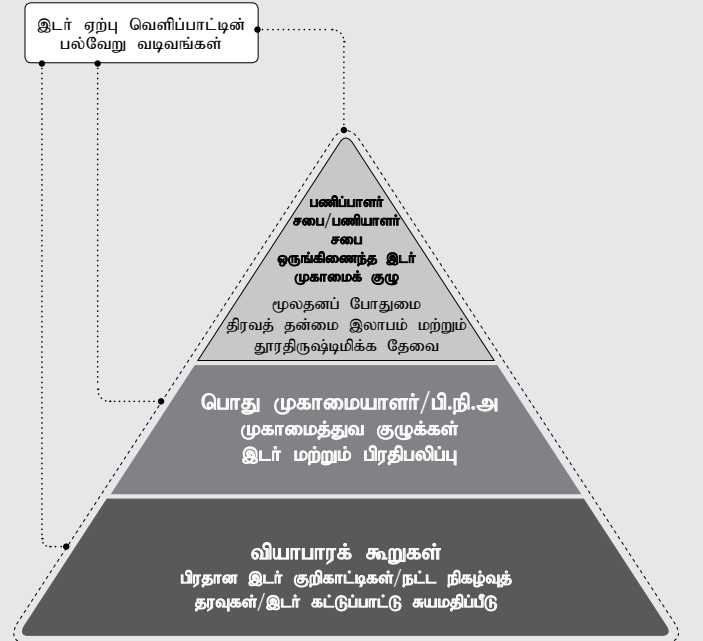 இடர் ஏற்பு வெளிப்பாட்டின்
பல்வேறு வடிவங்கள்
பணிப்பாளர்
சபை/பணியாளர்
சபை
ஒருங்கிணைந்த இடர்
முகாமைக் குழு
மூலதனப் போதுமை
திரவத் தன்மை இலாபம் மற்றும்
தூரதிருஷ்டிமிக்க தேவை
பொது முகாமையாளர்/பி.நி.அ
முகாமைத்துவ குழுக்கள்
இடர் மற்றும் பிரதிபலிப்பு
வியாபாரக் கூறுகள்
பிரதான இடர் குறிகாட்டிகள்/நட்ட நிகழ்வுத்
தரவுகள்/இடர் கட்டுப்பாட்டு சுயமதிப்பீடு